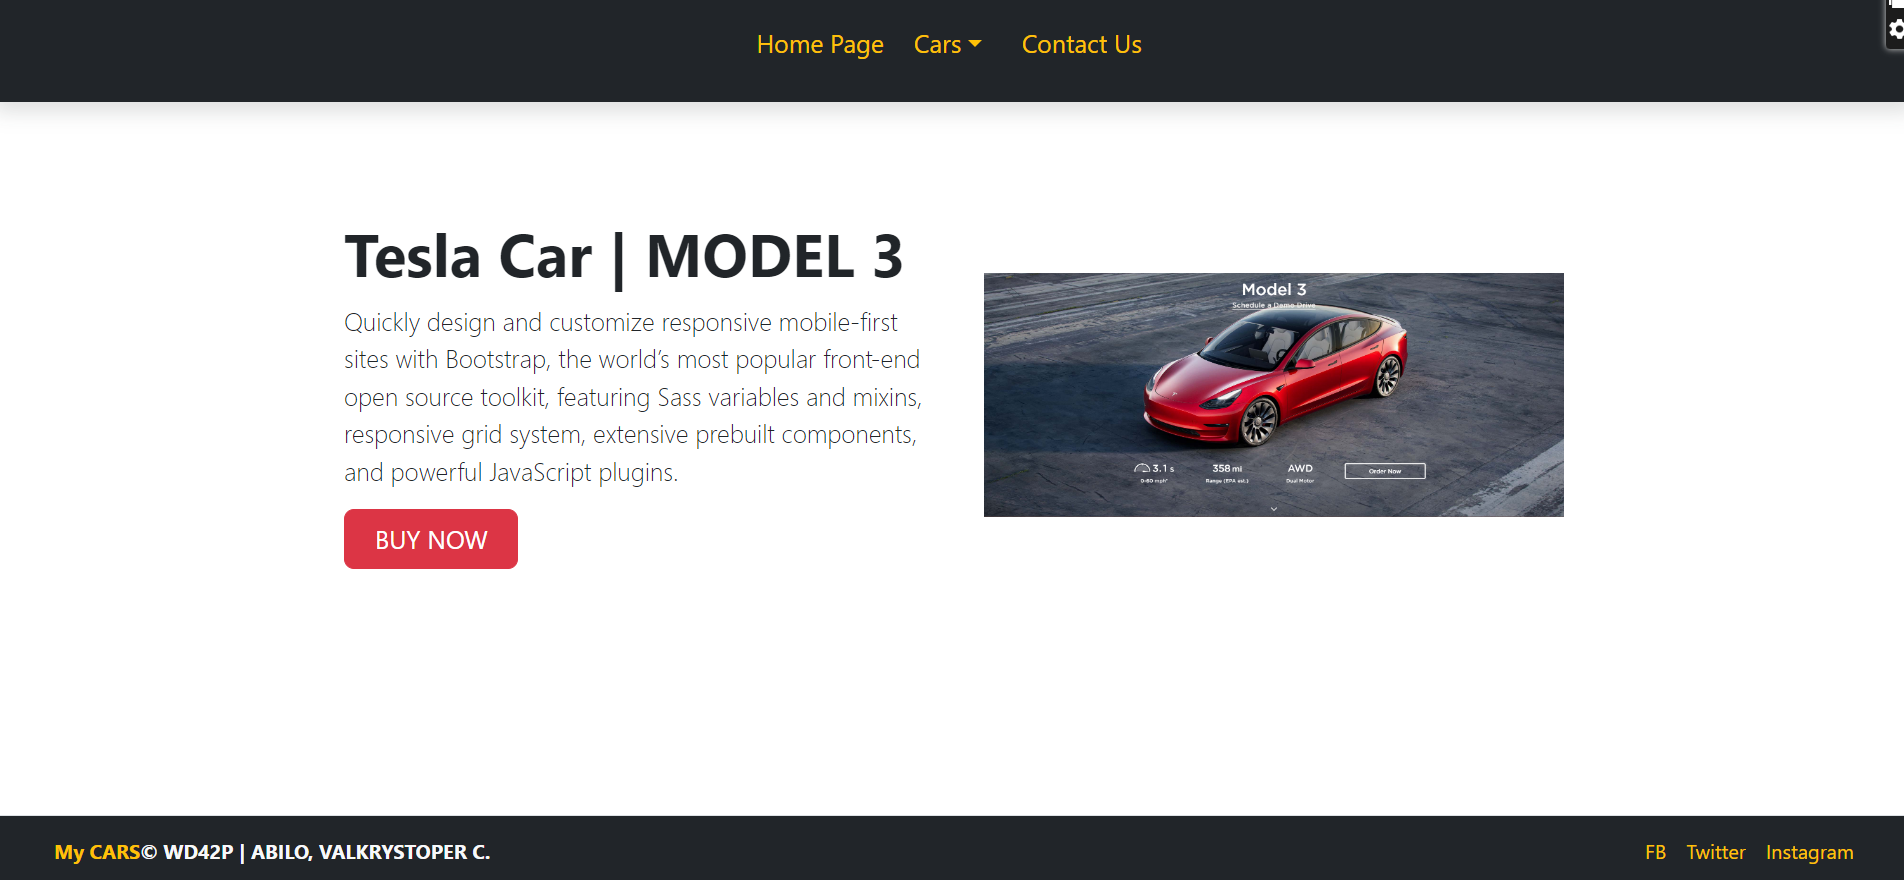 Home Page Cars Contact Us
Tesla Car | MODEL 3
Quickly design and customize responsive mobile-first
sites with Bootstrap, the world’s most popular front-end
open source toolkit, featuring Sass variables and mixins,
responsive grid system, extensive prebuilt components,
and powerful JavaScript plugins.
BUY NOW
Model 3
Schedule a Demo Drive
3.1 s 358 mi AWD Order Now
0-60 mph* Range (EPA est.) Dual Motor
My CARS© WD42P | ABILO, VALKRYSTOPER C.
FB Twitter Instagram